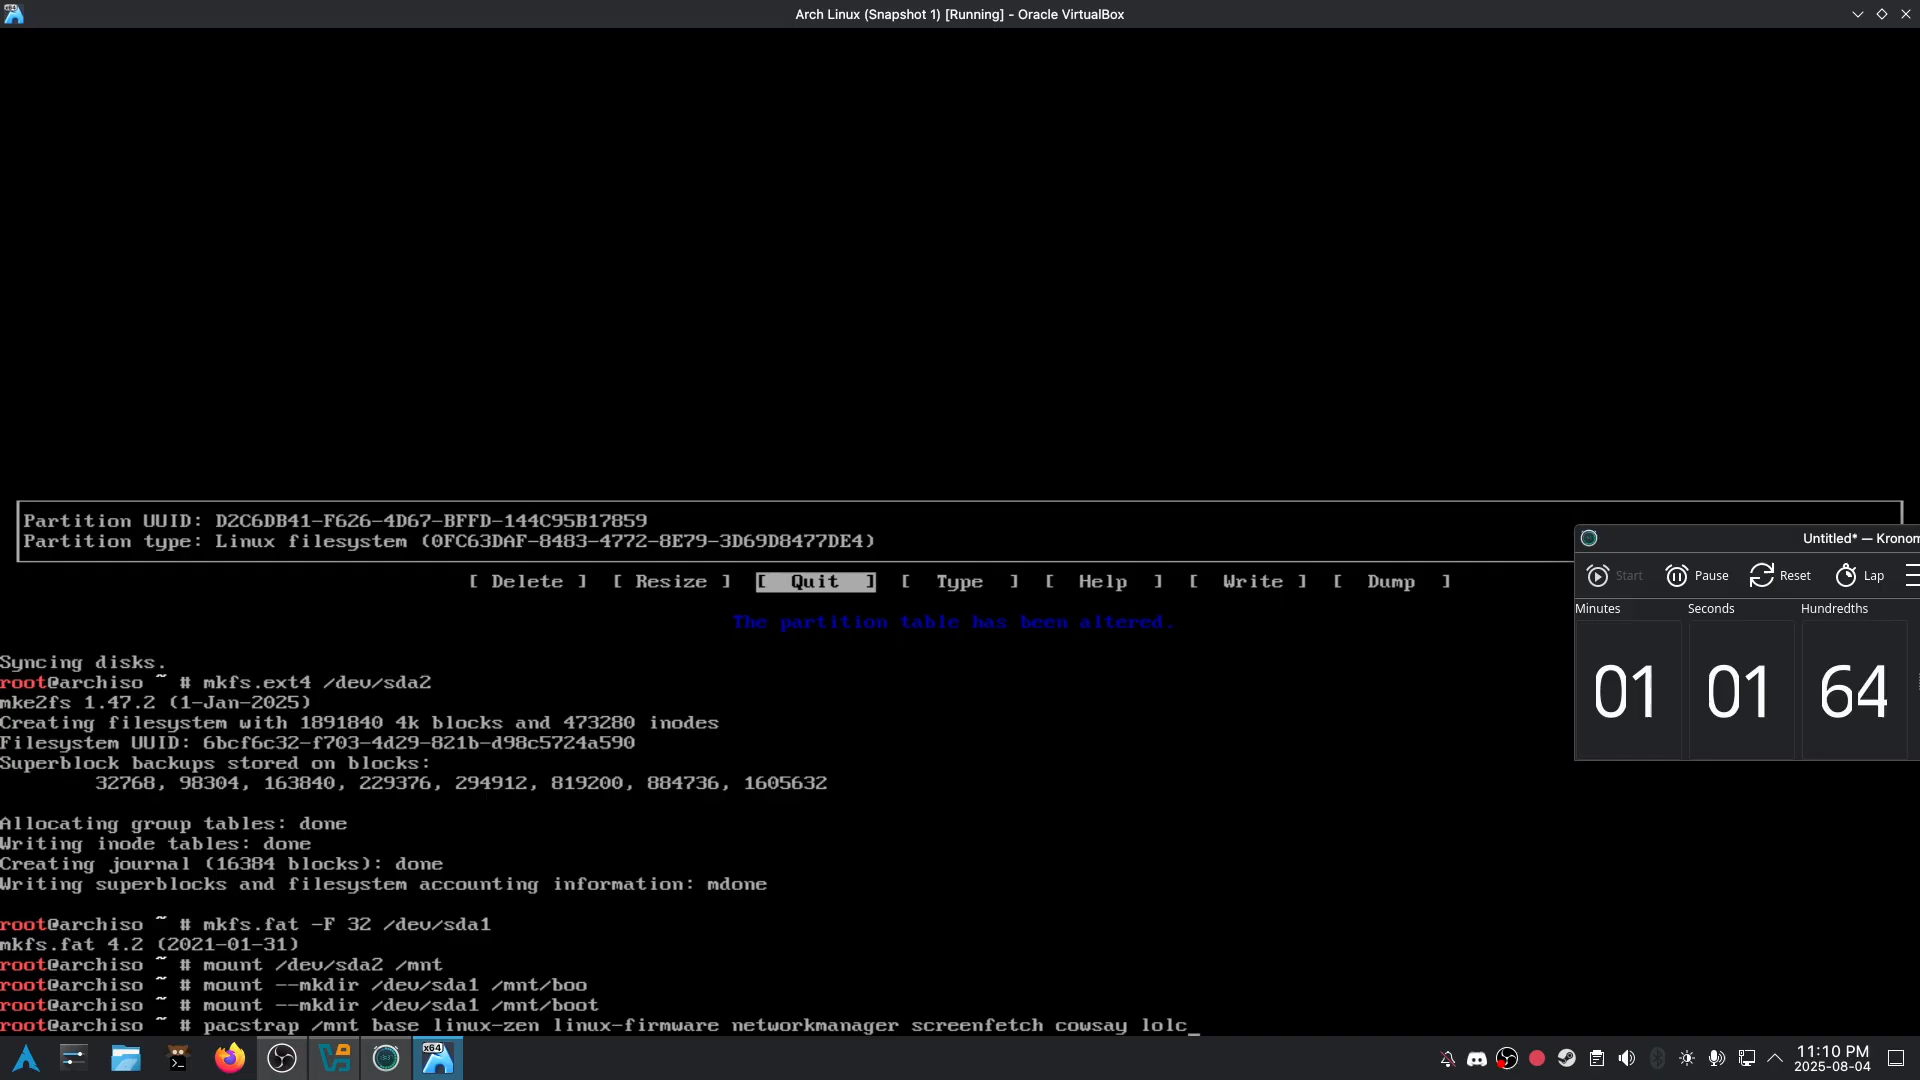 Arch Linux (Snapshot 1) [Running] - Oracle VirtualBox
Partition UUID: D2C6DB41-F626-4D67-BFFD-144C95B17859
Partition type: Linux filesystem (0FC63DAF-8483-4772-8E79-3D69D8477DE4)
[ Delete ] [ Resize ] [ Quit ] [ Type ] [ Help ] [ Write ] [ Dump ]
The partition table has been altered.
Syncing disks.
root@archiso ~ # mkfs.ext4 /dev/sda2
mke2fs 1.47.2 (1-Jan-2025)
Creating filesystem with 1891840 4k blocks and 473280 inodes
Filesystem UUID: 6bcf6c32-f703-4d29-821b-d98c5724a590
Superblock backups stored on blocks:
32768, 98304, 163840, 229376, 294912, 819200, 884736, 1605632
Allocating group tables: done
Writing inode tables: done
Creating journal (16384 blocks): done
Writing superblocks and filesystem accounting information: mdone
root@archiso ~ # mkfs.fat -F 32 /dev/sda1
mkfs.fat 4.2 (2021-01-31)
root@archiso ~ # mount /dev/sda2 /mnt
root@archiso ~ # mount --mkdir /dev/sda1 /mnt/boo
root@archiso ~ # mount --mkdir /dev/sda1 /mnt/boot
root@archiso ~ # pacstrap /mnt base linux-zen linux-firmware networkmanager screenfetch cowsay lolc_
Untitled* — Kronom
Start Pause Reset Lap
Minutes Seconds Hundredths
01 01 64
x64
11:10 PM
2025-08-04